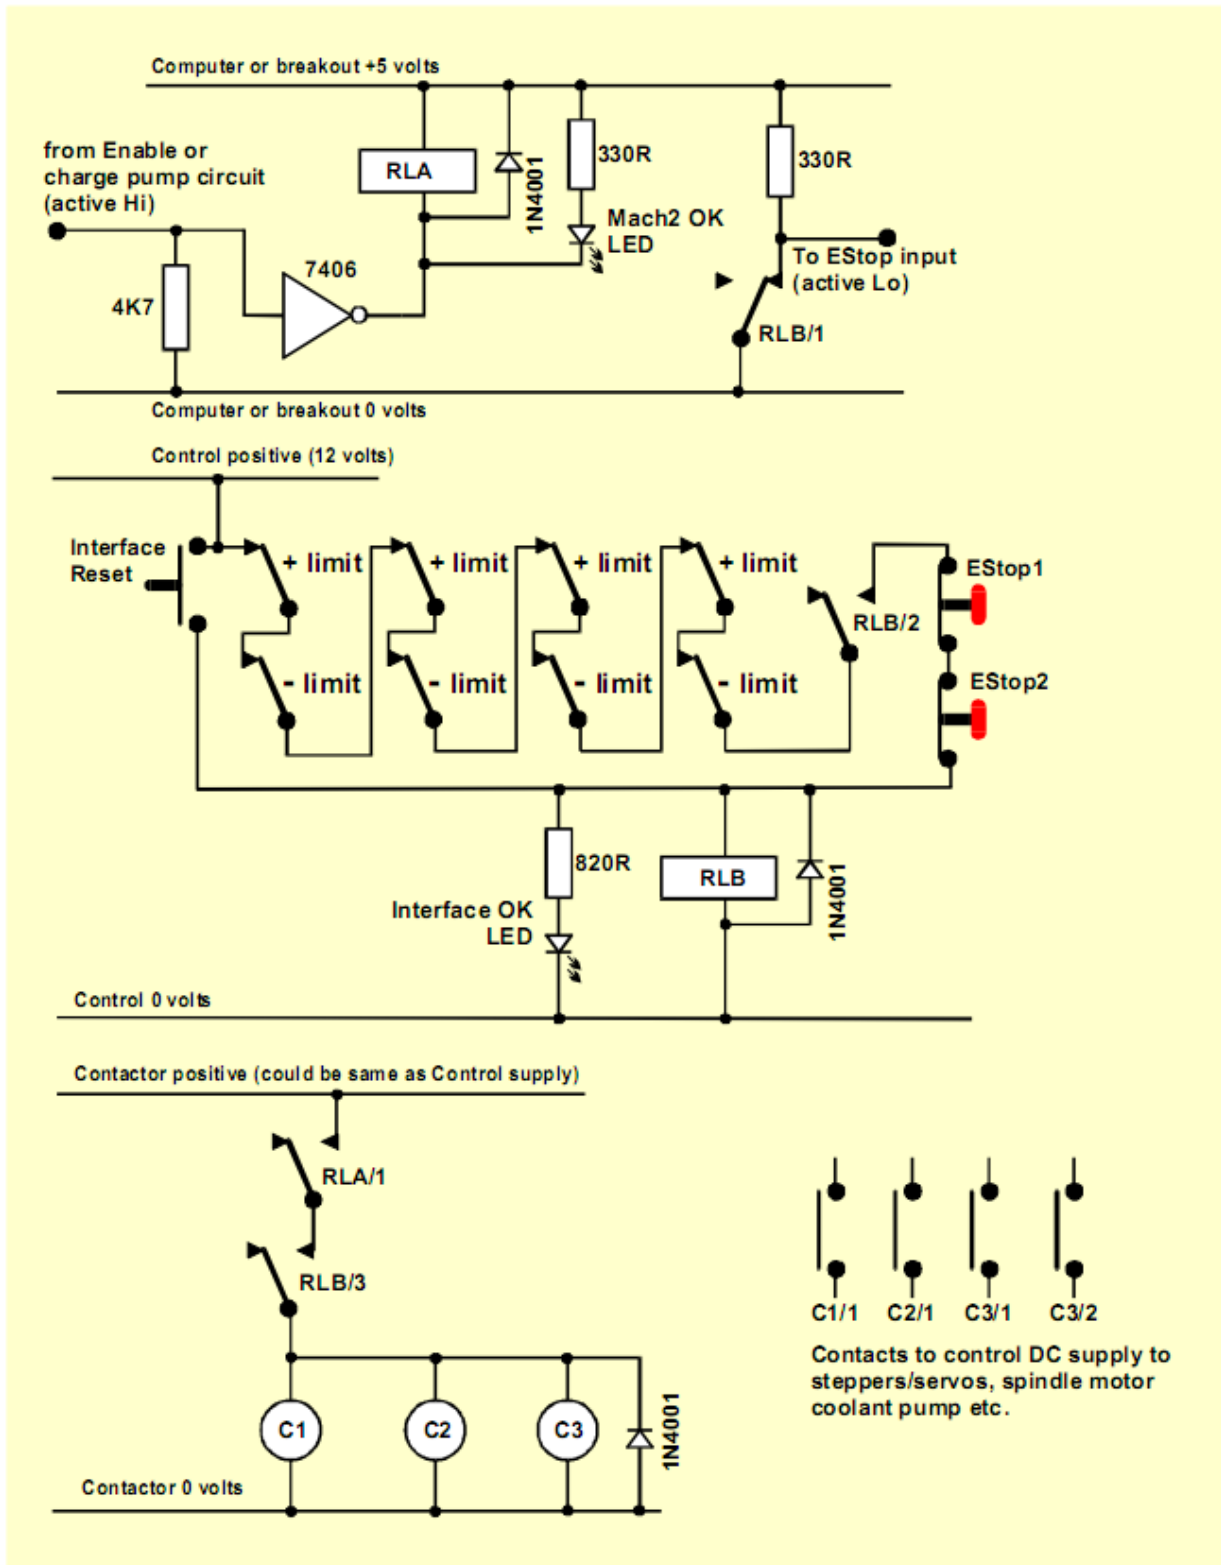 Computer or breakout +5 volts
from Enable or
charge pump circuit
(active Hi)
RLA
1N4001
330R
330R
Mach2 OK
LED
To EStop input
(active Lo)
7406
4K7
RLB/1
Computer or breakout 0 volts
Control positive (12 volts)
Interface
Reset
+ limit
+ limit
+ limit
+ limit
EStop1
RLB/2
- limit
- limit
- limit
- limit
EStop2
820R
RLB
1N4001
Interface OK
LED
Control 0 volts
Contactor positive (could be same as Control supply)
RLA/1
RLB/3
C1/1
C2/1
C3/1
C3/2
Contacts to control DC supply to
steppers/servos, spindle motor
coolant pump etc.
C1
C2
C3
1N4001
Contactor 0 volts